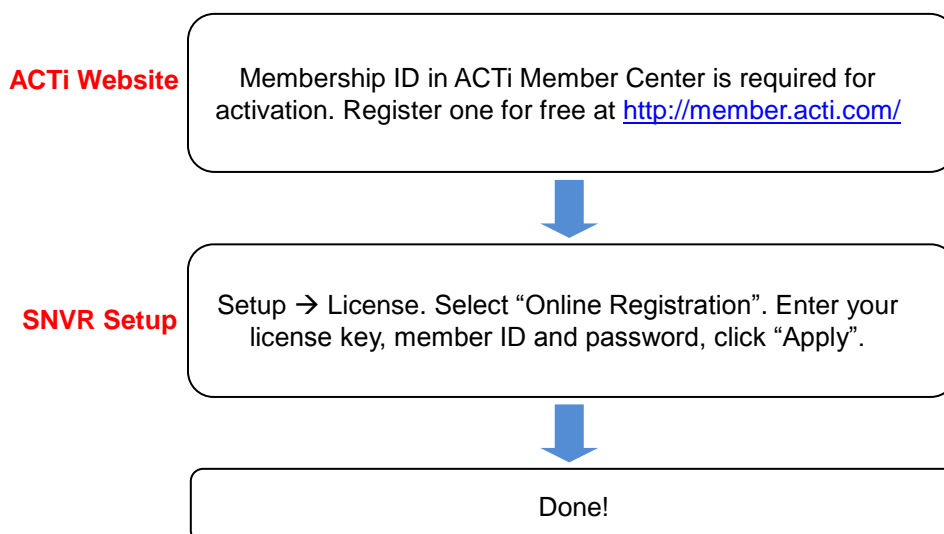 ACTi Website
Membership ID in ACTi Member Center is required for
activation. Register one for free at http://member.acti.com/
SNVR Setup
Setup → License. Select “Online Registration”. Enter your
license key, member ID and password, click “Apply”.
Done!